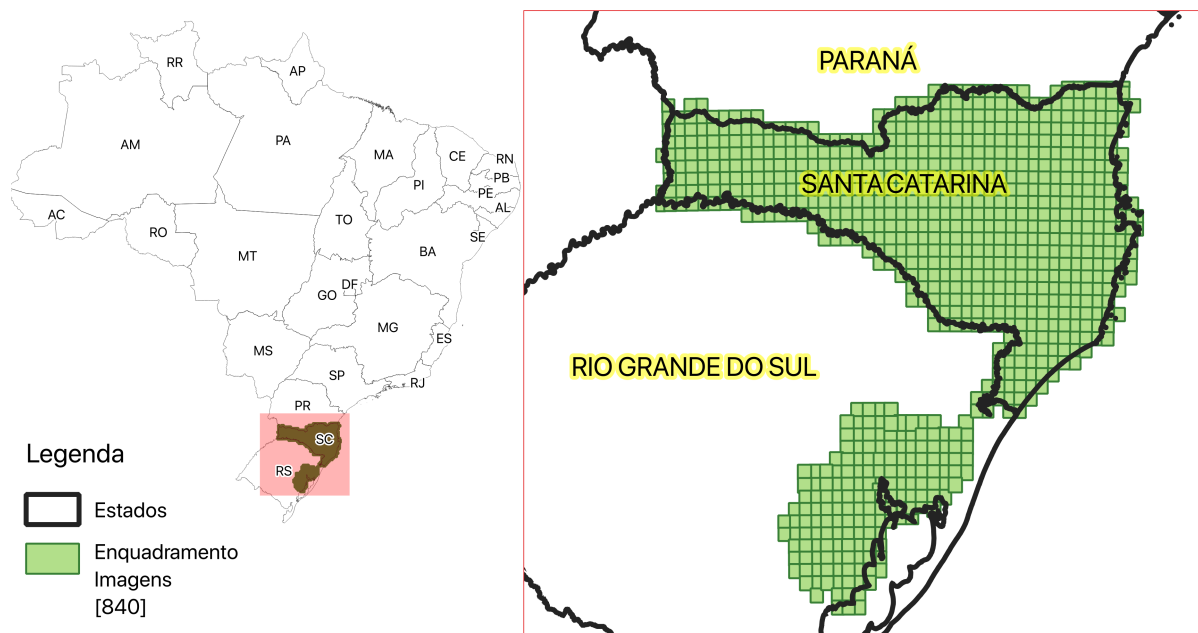 RR
AP
AM
PA
MA
CE
RN
PB
PI
PE
AL
AC
TO
SE
RO
BA
MT
DF
GO
MG
ES
MS
SP
RJ
PR
SC
RS
Legenda
Estados
Enquadramento
Imagens
[840]
PARANÁ
SANTA CATARINA
RIO GRANDE DO SUL